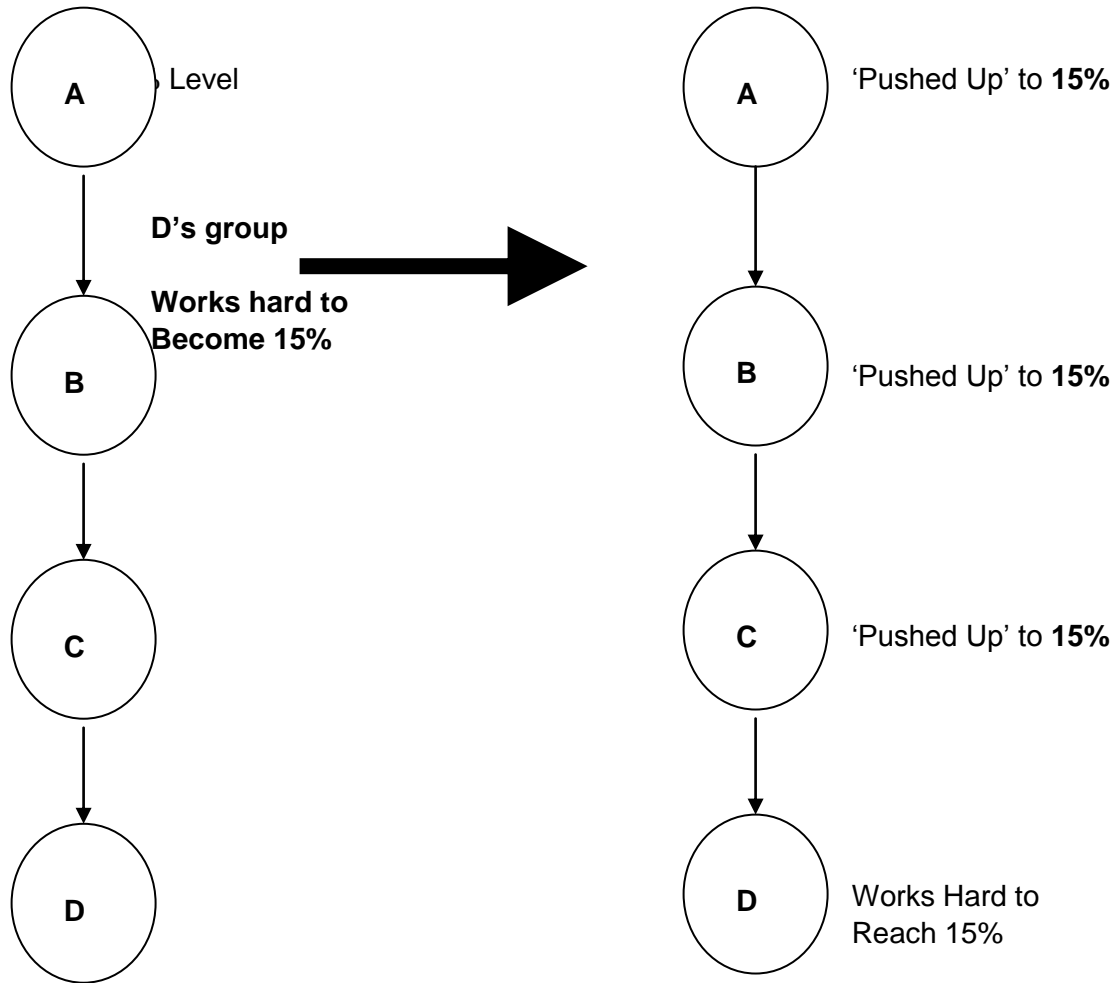 A
Level
D’s group
Works hard to
Become 15%
B
C
D
A
‘Pushed Up’ to 15%
B
‘Pushed Up’ to 15%
C
‘Pushed Up’ to 15%
D
Works Hard to
Reach 15%